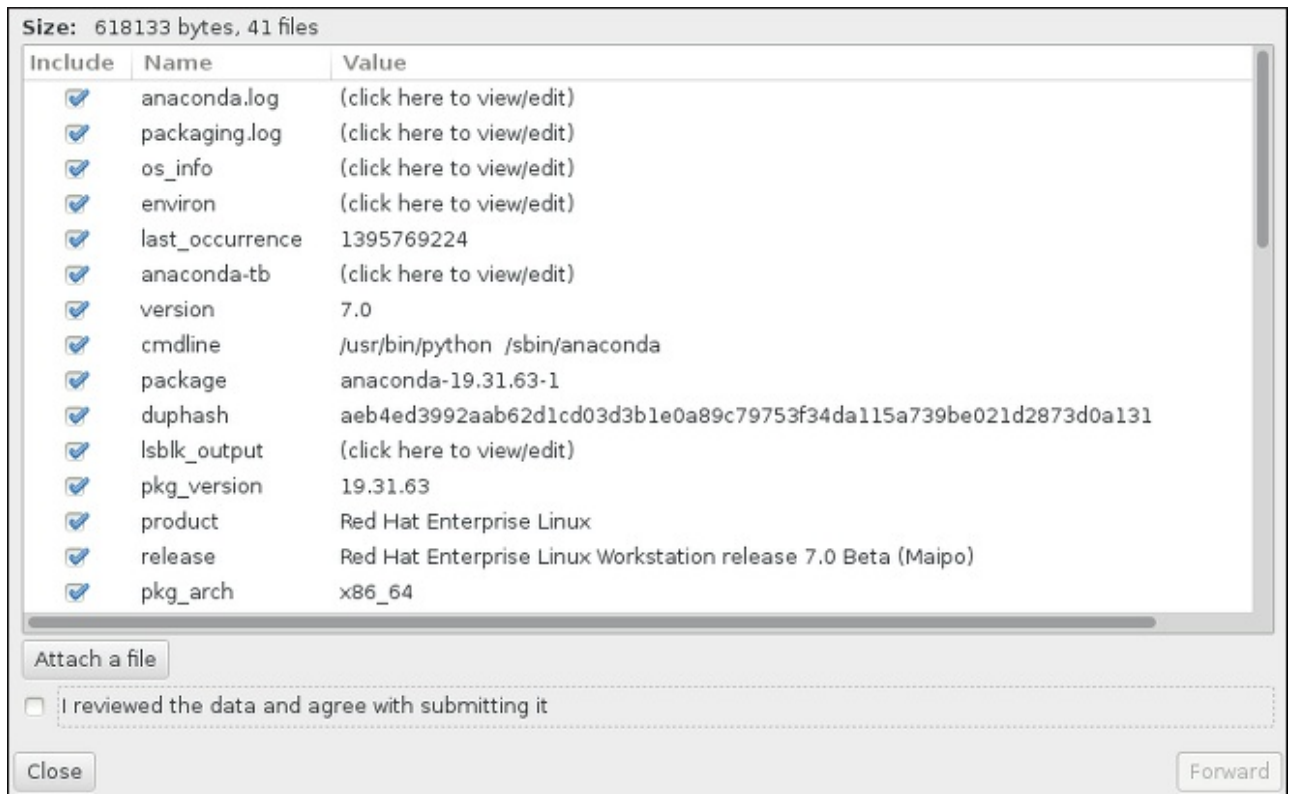 Size: 618133 bytes, 41 files
Include Name Value
anaconda.log (click here to view/edit)
packaging.log (click here to view/edit)
os_info (click here to view/edit)
environ (click here to view/edit)
last_occurrence 1395769224
anaconda-tb (click here to view/edit)
version 7.0
cmdline /usr/bin/python /sbin/anaconda
package anaconda-19.31.63-1
duphash aeb4ed3992aab62d1cd03d3b1e0a89c79753f34da115a739be021d2873d0a131
lsblk_output (click here to view/edit)
pkg_version 19.31.63
product Red Hat Enterprise Linux
release Red Hat Enterprise Linux Workstation release 7.0 Beta (Maipo)
pkg_arch x86_64
Attach a file
I reviewed the data and agree with submitting it
Close Forward